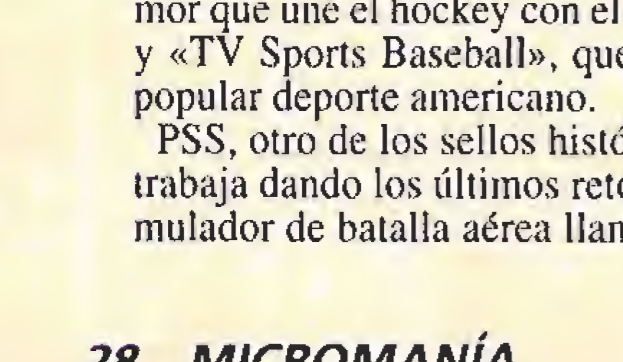 mor que une el hockey con el
y «TV Sports Baseball», que
popular deporte americano.
PSS, otro de los sellos histó
trabaja dando los últimos reto
mulador de batalla aérea llam
28 MICROMANÍA